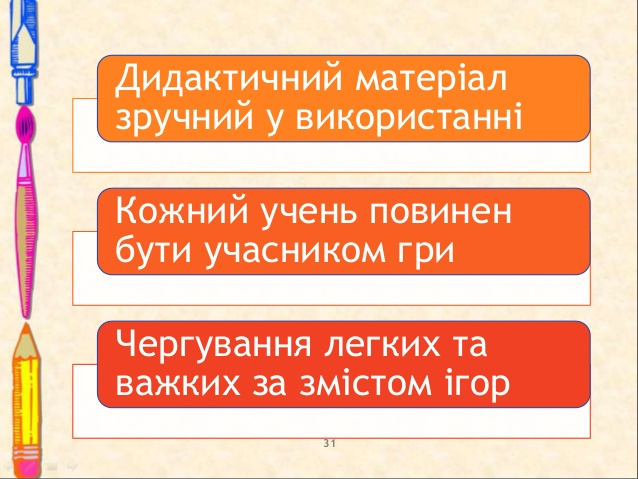 Дидактичний матеріал
зручний у використанні
Кожний учень повинен
бути учасником гри
Чергування легких та
важких за змістом ігор
31